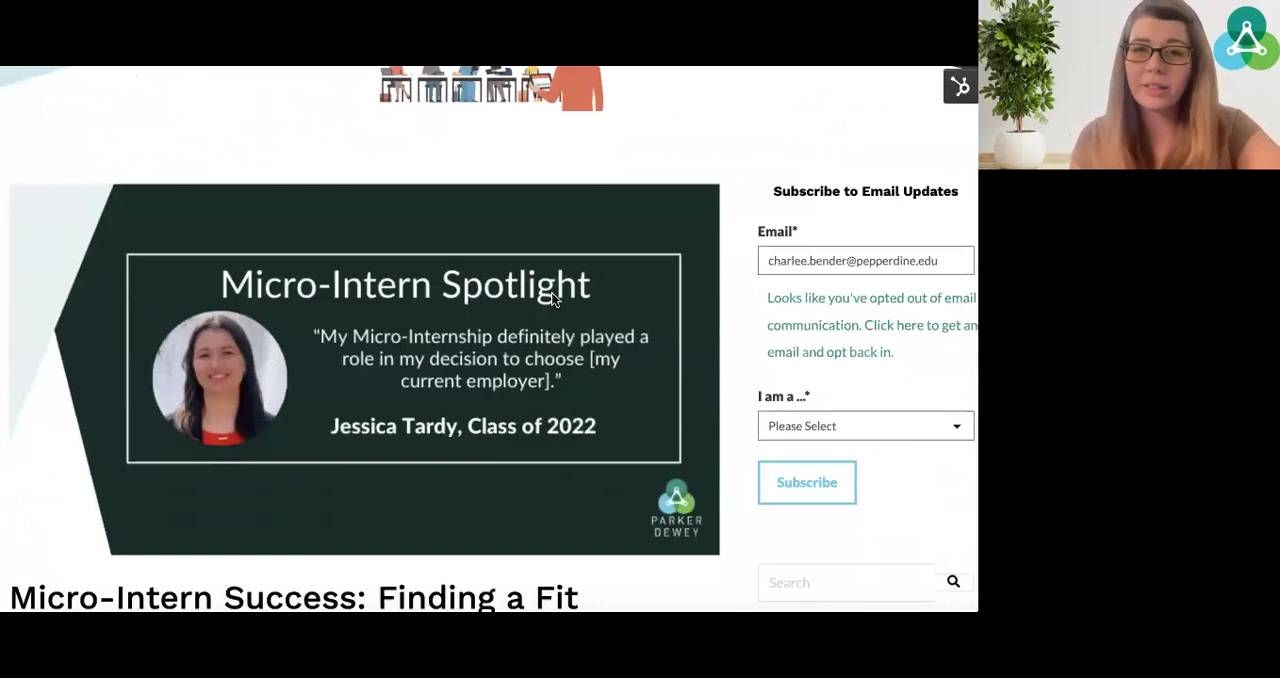 Micro-Intern Spotlight
"My Micro-Internship definitely played a
role in my decision to choose [my
current employer]."
Jessica Tardy, Class of 2022
PARKER
DEWEY
Micro-Intern Success: Finding a Fit
Subscribe to Email Updates
Email*
charlee.bender@pepperdine.edu
Looks like you've opted out of email
communication. Click here to get an
email and opt back in.
I am a ...*
Please Select
Subscribe
Search